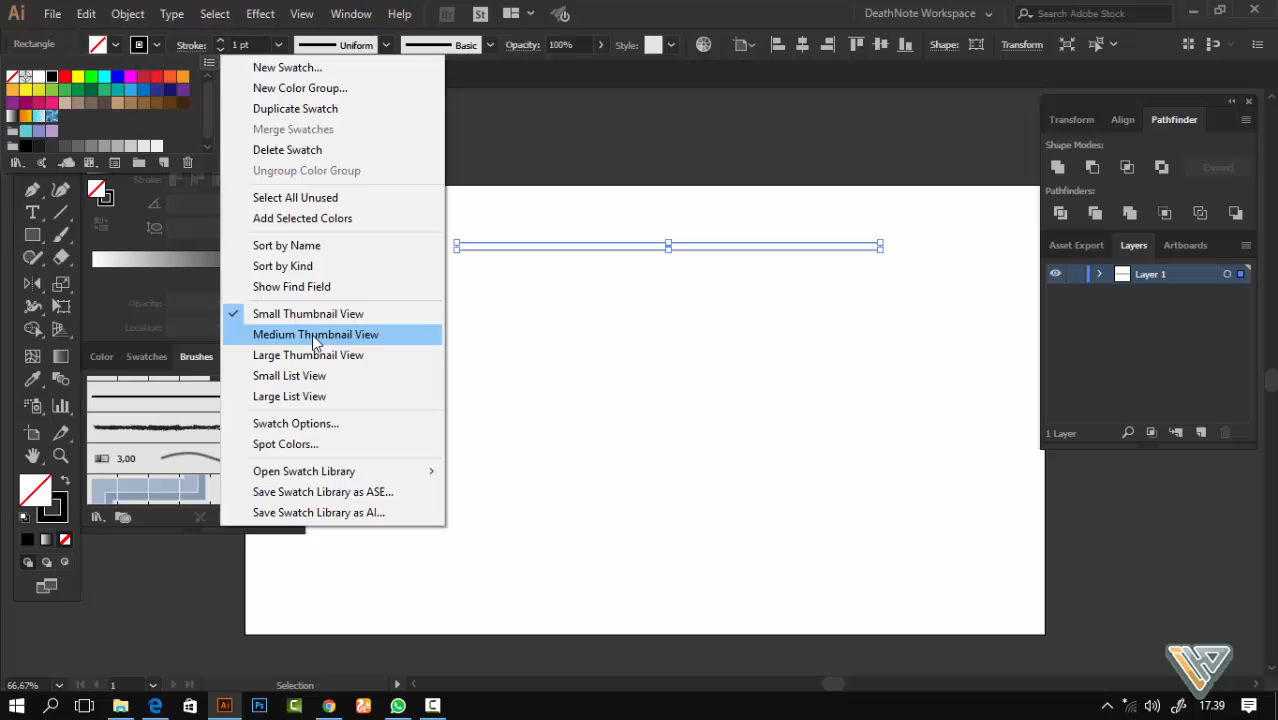 Ai File Edit Object Type Select Effect View Window Help Br St DeathNote Workspace Search Adobe Stock
Rectangle Stroke: 1 pt Uniform Basic Opacity: 100% Style: Shape: Transform
New Swatch...
New Color Group...
Duplicate Swatch
Merge Swatches
Delete Swatch
Ungroup Color Group
Select All Unused
Add Selected Colors
Sort by Name
Sort by Kind
Show Find Field
Small Thumbnail View
Medium Thumbnail View
Large Thumbnail View
Small List View
Large List View
Swatch Options...
Spot Colors...
Open Swatch Library
Save Swatch Library as ASE...
Save Swatch Library as AI...
Stroke:
Opacity:
Location:
Color Swatches Brushes
3,00
Transform Align Pathfinder
Shape Modes:
Expand
Pathfinders:
Asset Export Layers Artboards
Layer 1
1 Layer
66,67% 1 Selection
Ai Ps 17.39